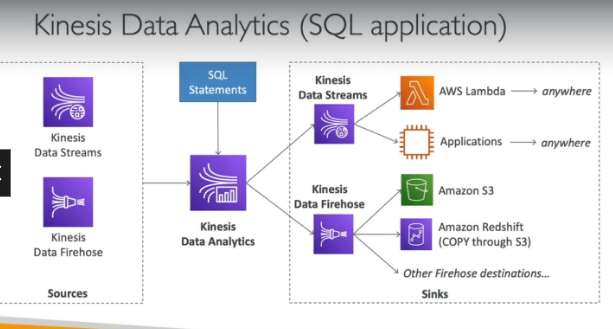 Kinesis Data Analytics (SQL application)
SQL
Statements
Kinesis
Data Streams
Kinesis
Data Firehose
Sources
Kinesis
Data Analytics
Kinesis
Data Streams
AWS Lambda
anywhere
Applications
anywhere
Kinesis
Data Firehose
Amazon S3
Amazon Redshift
(COPY through S3)
Other Firehose destinations...
Sinks